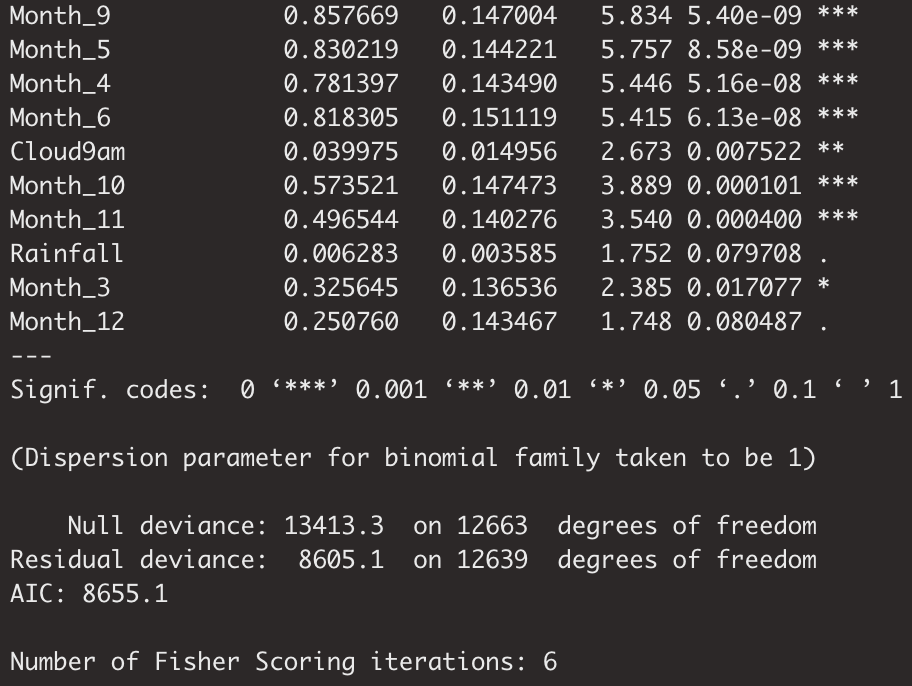 Month_9            0.857669   0.147004   5.834 5.40e-09 ***
Month_5            0.830219   0.144221   5.757 8.58e-09 ***
Month_4            0.781397   0.143490   5.446 5.16e-08 ***
Month_6            0.818305   0.151119   5.415 6.13e-08 ***
Cloud9am           0.039975   0.014956   2.673 0.007522 **
Month_10           0.573521   0.147473   3.889 0.000101 ***
Month_11           0.496544   0.140276   3.540 0.000400 ***
Rainfall           0.006283   0.003585   1.752 0.079708 .
Month_3            0.325645   0.136536   2.385 0.017077 *
Month_12           0.250760   0.143467   1.748 0.080487 .
---
Signif. codes:  0 ‘***’ 0.001 ‘**’ 0.01 ‘*’ 0.05 ‘.’ 0.1 ‘ ’ 1
(Dispersion parameter for binomial family taken to be 1)
    Null deviance: 13413.3  on 12663  degrees of freedom
Residual deviance:  8605.1  on 12639  degrees of freedom
AIC: 8655.1
Number of Fisher Scoring iterations: 6